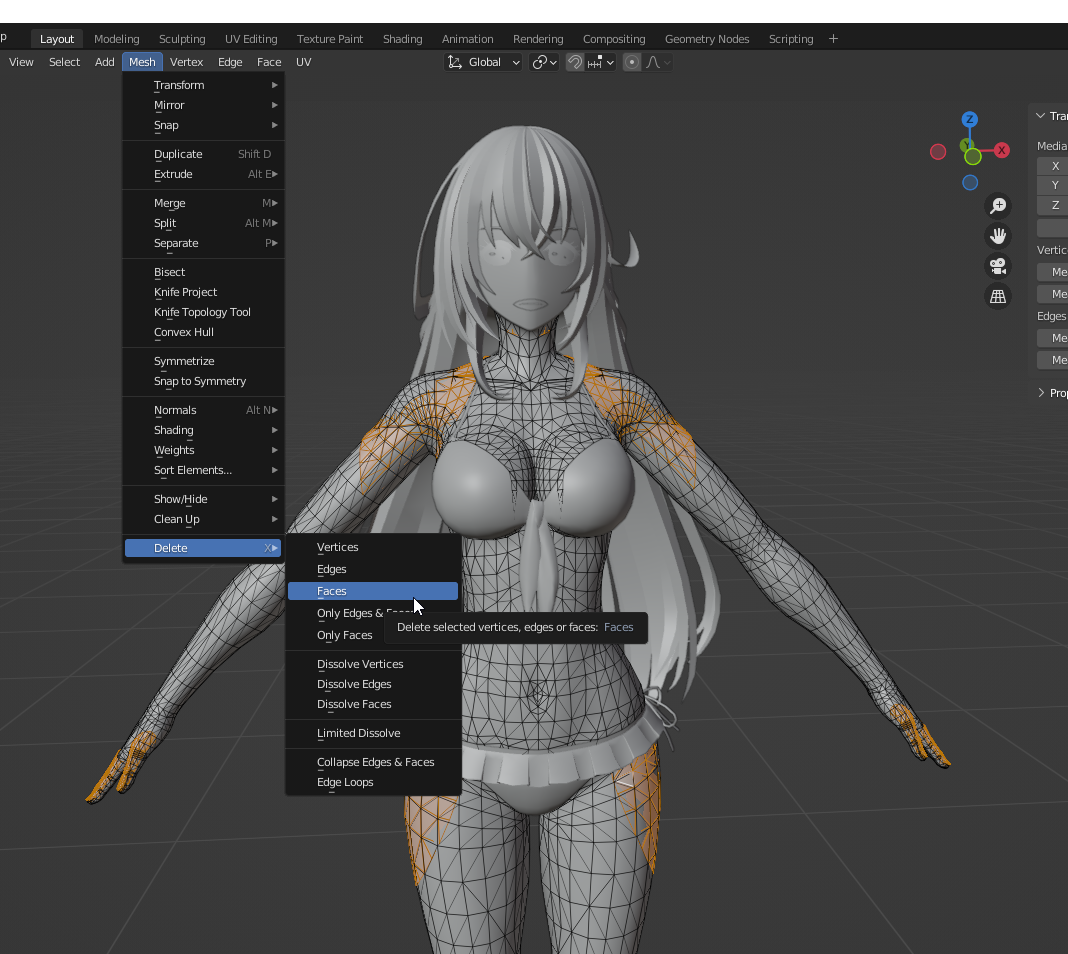 p Layout Modeling Sculpting UV Editing Texture Paint Shading Animation Rendering Compositing Geometry Nodes Scripting +
View Select Add Mesh Vertex Edge Face UV Global
Transform
Mirror
Snap
Duplicate Shift D
Extrude Alt E
Merge M
Split Alt M
Separate P
Bisect
Knife Project
Knife Topology Tool
Convex Hull
Symmetrize
Snap to Symmetry
Normals Alt N
Shading
Weights
Sort Elements...
Show/Hide
Clean Up
Delete X
Vertices
Edges
Faces
Only Edges & Faces
Only Faces
Delete selected vertices, edges or faces: Faces
Dissolve Vertices
Dissolve Edges
Dissolve Faces
Limited Dissolve
Collapse Edges & Faces
Edge Loops
Z
Y
X
Tra
Media
X
Y
Z
Vertic
Me
Me
Edges
Me
Me
Prop